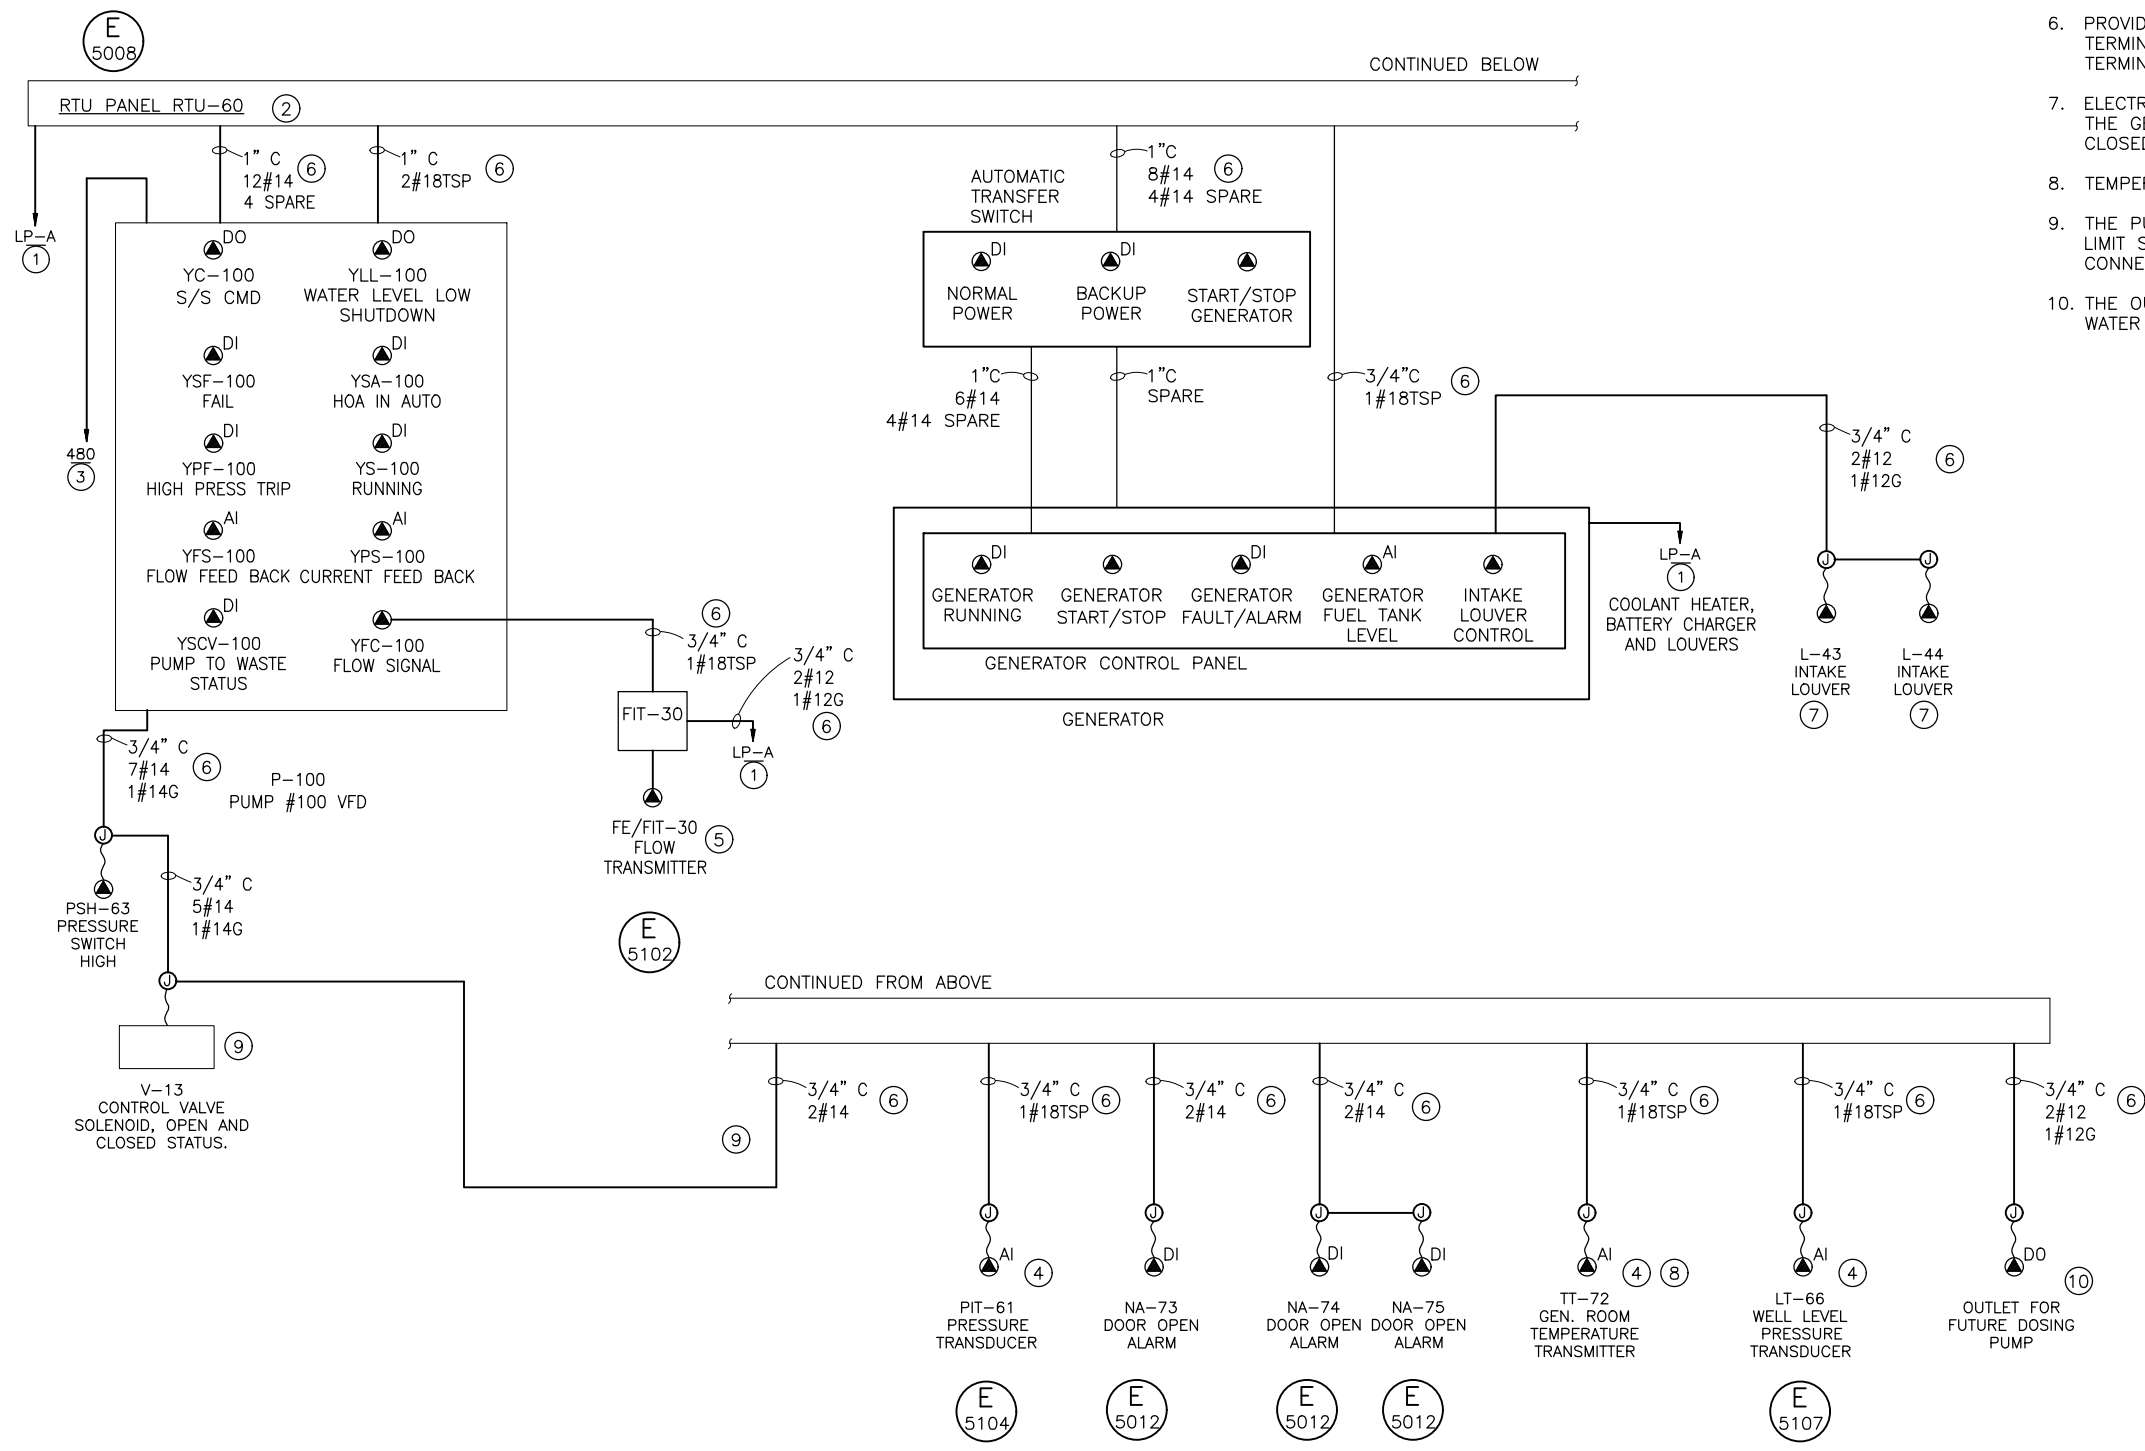 E
5008
CONTINUED BELOW
RTU PANEL RTU-60
2
1" C
12#14
4 SPARE
6
1" C
2#18TSP
6
LP-A
1
480
3
DO
YC-100
S/S CMD
DO
YLL-100
WATER LEVEL LOW
SHUTDOWN
DI
YSF-100
FAIL
DI
YSA-100
HOA IN AUTO
DI
YPF-100
HIGH PRESS TRIP
DI
YS-100
RUNNING
AI
YFS-100
FLOW FEED BACK
AI
YPS-100
CURRENT FEED BACK
DI
YSCV-100
PUMP TO WASTE
STATUS
YFC-100
FLOW SIGNAL
AUTOMATIC
TRANSFER
SWITCH
1"C
8#14
4#14 SPARE
6
DI
NORMAL
POWER
DI
BACKUP
POWER
START/STOP
GENERATOR
1"C
6#14
4#14 SPARE
1"C
SPARE
3/4"C
1#18TSP
6
3/4" C
2#12
1#12G
6
DI
GENERATOR
RUNNING
GENERATOR
START/STOP
DI
GENERATOR
FAULT/ALARM
AI
GENERATOR
FUEL TANK
LEVEL
INTAKE
LOUVER
CONTROL
GENERATOR CONTROL PANEL
GENERATOR
LP-A
1
COOLANT HEATER,
BATTERY CHARGER
AND LOUVERS
J
J
L-43
INTAKE
LOUVER
7
L-44
INTAKE
LOUVER
7
6
3/4" C
1#18TSP
3/4" C
2#12
1#12G
6
FIT-30
LP-A
1
FE/FIT-30
FLOW
TRANSMITTER
5
E
5102
3/4" C
7#14
1#14G
6
P-100
PUMP #100 VFD
J
PSH-63
PRESSURE
SWITCH
HIGH
3/4" C
5#14
1#14G
J
9
V-13
CONTROL VALVE
SOLENOID, OPEN AND
CLOSED STATUS.
CONTINUED FROM ABOVE
3/4" C
2#14
6
9
3/4" C
1#18TSP
6
3/4" C
2#14
6
3/4" C
2#14
6
3/4" C
1#18TSP
6
3/4" C
1#18TSP
6
3/4" C
2#12
1#12G
6
J
J
J
J
J
J
J
AI
4
PIT-61
PRESSURE
TRANSDUCER
DI
NA-73
DOOR OPEN
ALARM
DI
NA-74
DOOR OPEN
ALARM
DI
NA-75
DOOR OPEN
ALARM
AI
4
8
TT-72
GEN. ROOM
TEMPERATURE
TRANSMITTER
AI
4
LT-66
WELL LEVEL
PRESSURE
TRANSDUCER
DO
10
OUTLET FOR
FUTURE DOSING
PUMP
E
5104
E
5012
E
5012
E
5012
E
5107
6.
TERMIN
TERMIN
7.
THE
8.
9. THE
LIMIT
10. THE
WATER